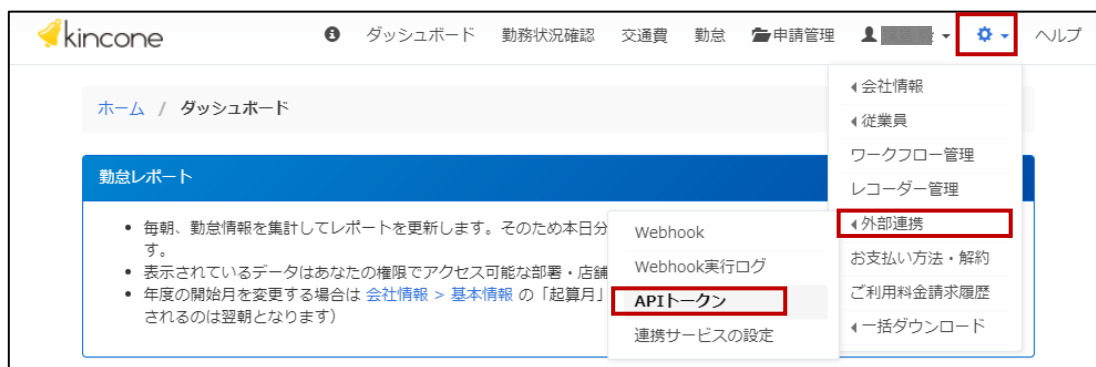 kincone
ダッシュボード 勤務状況確認 交通費 勤怠 申請管理 ヘルプ
ホーム / ダッシュボード
勤怠レポート
毎朝、勤怠情報を集計してレポートを更新します。そのため本日分
す。
表示されているデータはあなたの権限でアクセス可能な部署・店舗
年度の開始月を変更する場合は 会社情報 > 基本情報 の「起算月」
されるのは翌朝となります）
会社情報
従業員
ワークフロー管理
レコーダー管理
外部連携
お支払い方法・解約
ご利用料金請求履歴
一括ダウンロード
Webhook
Webhook実行ログ
APIトークン
連携サービスの設定